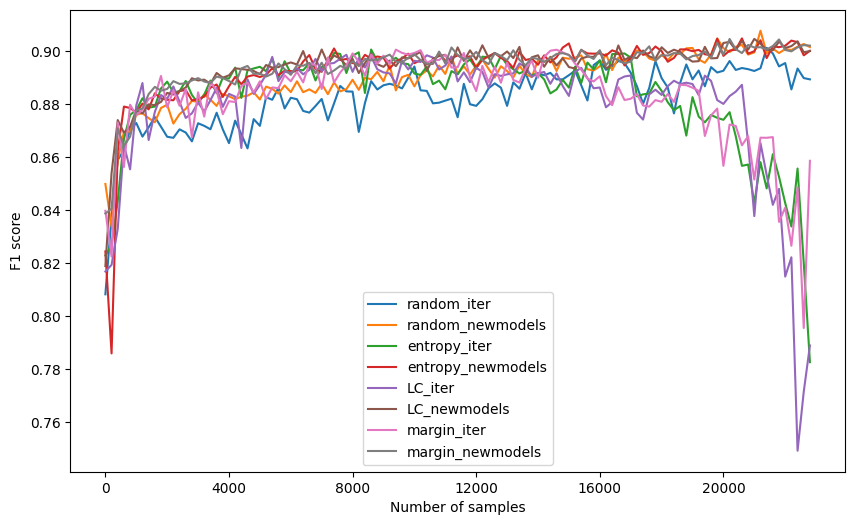 0.90
0.88
0.86
0.84
0.82
0.80
0.78
0.76
F1 score
random_iter
random_newmodels
entropy_iter
entropy_newmodels
LC_iter
LC_newmodels
margin_iter
margin_newmodels
0 4000 8000 12000 16000 20000
Number of samples